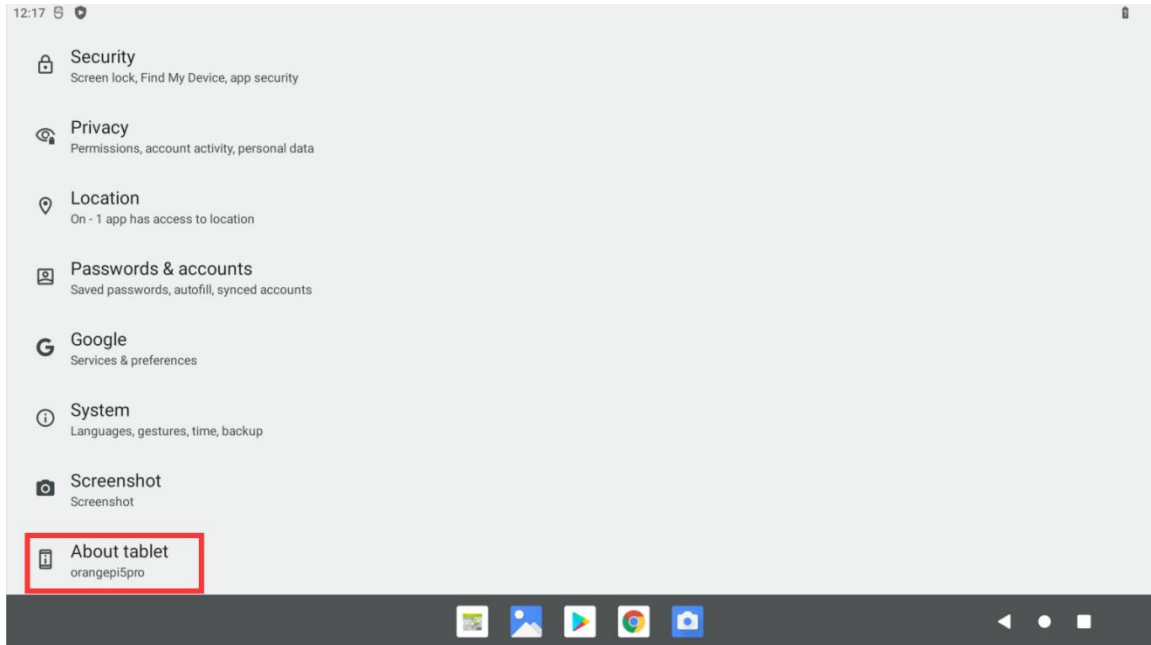 12:17
Security
Screen lock, Find My Device, app security
Privacy
Permissions, account activity, personal data
Location
On - 1 app has access to location
Passwords & accounts
Saved passwords, autofill, synced accounts
Google
Services & preferences
System
Languages, gestures, time, backup
Screenshot
Screenshot
About tablet
orangepi5pro